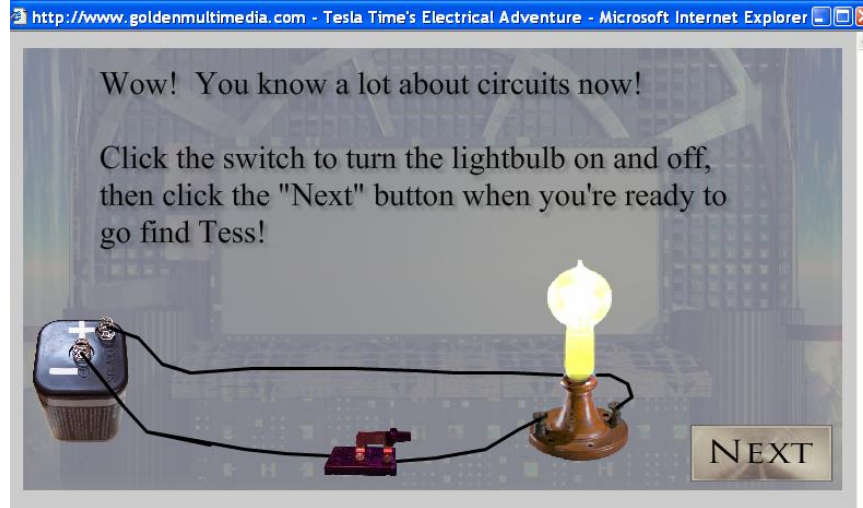 http://www.goldenmultimedia.com - Tesla Time's Electrical Adventure - Microsoft Internet Explorer
Wow!  You know a lot about circuits now!
Click the switch to turn the lightbulb on and off,
then click the "Next" button when you're ready to
go find Tess!
+
−
NEXT